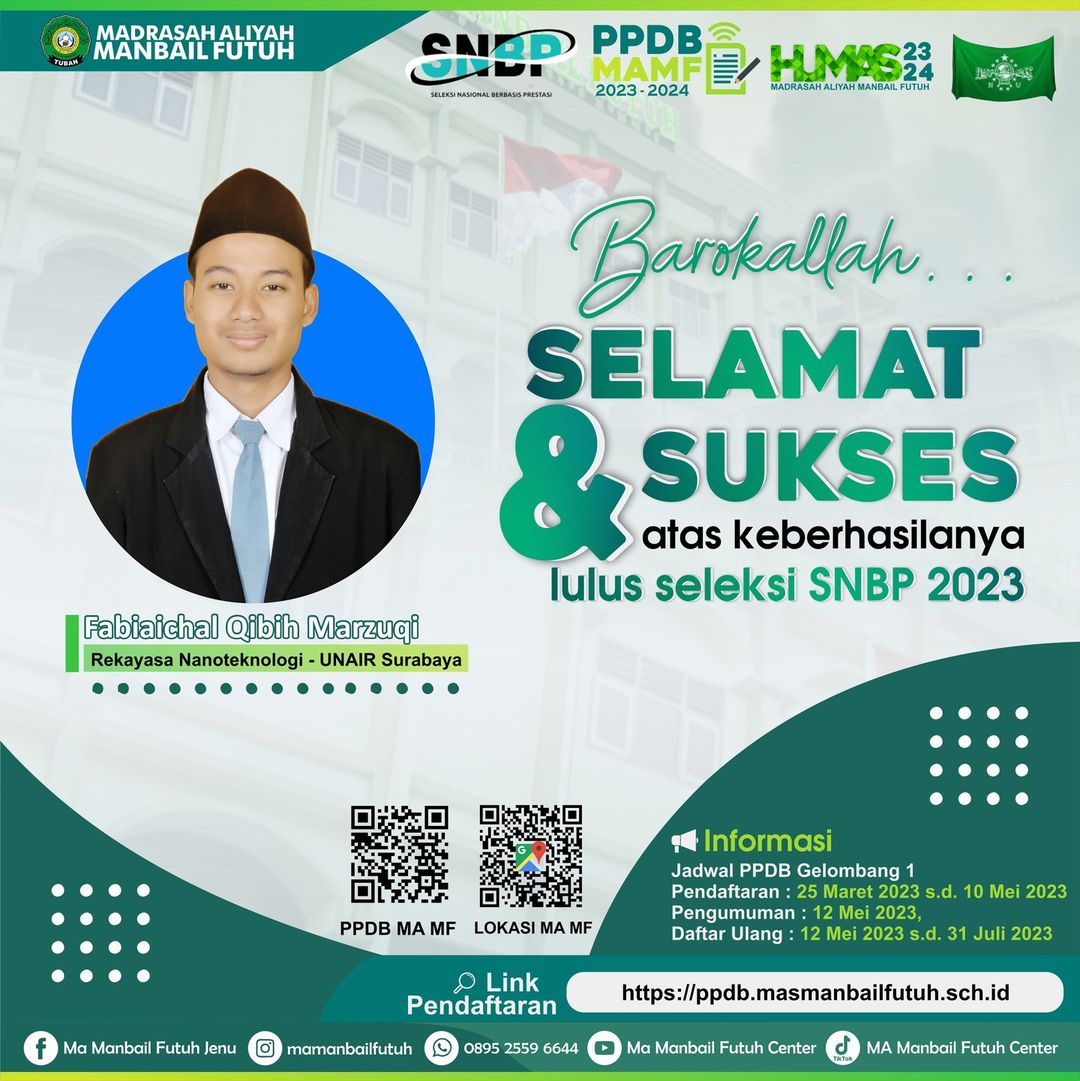 MADRASAH ALIYAH
MANBAIL FUTUH
TUBAN
SNBP
SELEKSI NASIONAL BERBASIS PRESTASI
PPDB
MAMF
2023 - 2024
HUMAS 23 24
MADRASAH ALIYAH MANBAIL FUTUH
N U
Barokallah...
SELAMAT
& SUKSES
atas keberhasilanya
lulus seleksi SNBP 2023
Fabiaichal Qibih Marzuqi
Rekayasa Nanoteknologi - UNAIR Surabaya
PPDB MA MF
LOKASI MA MF
Informasi
Jadwal PPDB Gelombang 1
Pendaftaran : 25 Maret 2023 s.d. 10 Mei 2023
Pengumuman : 12 Mei 2023,
Daftar Ulang : 12 Mei 2023 s.d. 31 Juli 2023
Link
Pendaftaran
https://ppdb.masmanbailfutuh.sch.id
Ma Manbail Futuh Jenu
mamanbailfutuh
0895 2559 6644
Ma Manbail Futuh Center
TikTok
MA Manbail Futuh Center